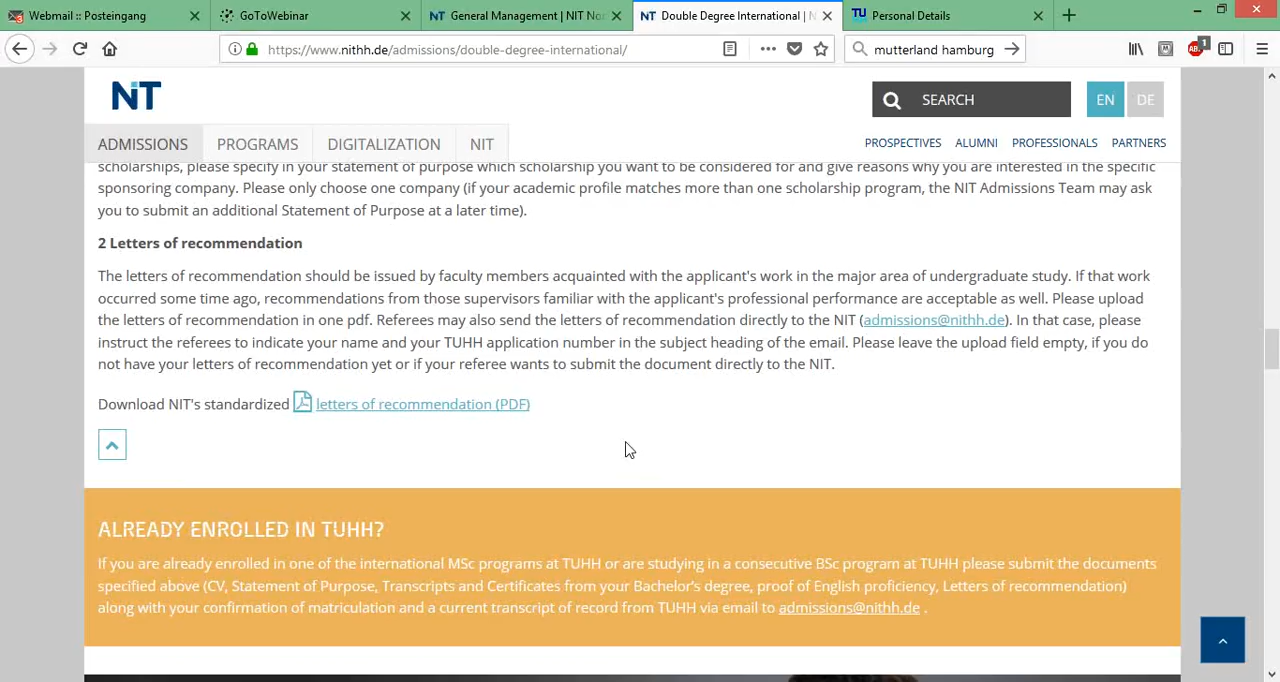 Webmail :: Posteingang
GoToWebinar
General Management | NIT Nor
Double Degree International | N
TU Personal Details
https://www.nithh.de/admissions/double-degree-international/
mutterland hamburg
NiT
SEARCH
EN
DE
ADMISSIONS
PROGRAMS
DIGITALIZATION
NIT
PROSPECTIVES
ALUMNI
PROFESSIONALS
PARTNERS
scholarships, please specify in your statement of purpose which scholarship you want to be considered for and give reasons why you are interested in the specific
sponsoring company. Please only choose one company (if your academic profile matches more than one scholarship program, the NIT Admissions Team may ask
you to submit an additional Statement of Purpose at a later time).
2 Letters of recommendation
The letters of recommendation should be issued by faculty members acquainted with the applicant's work in the major area of undergraduate study. If that work
occurred some time ago, recommendations from those supervisors familiar with the applicant's professional performance are acceptable as well. Please upload
the letters of recommendation in one pdf. Referees may also send the letters of recommendation directly to the NIT (admissions@nithh.de). In that case, please
instruct the referees to indicate your name and your TUHH application number in the subject heading of the email. Please leave the upload field empty, if you do
not have your letters of recommendation yet or if your referee wants to submit the document directly to the NIT.
Download NIT's standardized letters of recommendation (PDF)
ALREADY ENROLLED IN TUHH?
If you are already enrolled in one of the international MSc programs at TUHH or are studying in a consecutive BSc program at TUHH please submit the documents
specified above (CV, Statement of Purpose, Transcripts and Certificates from your Bachelor's degree, proof of English proficiency, Letters of recommendation)
along with your confirmation of matriculation and a current transcript of record from TUHH via email to admissions@nithh.de .